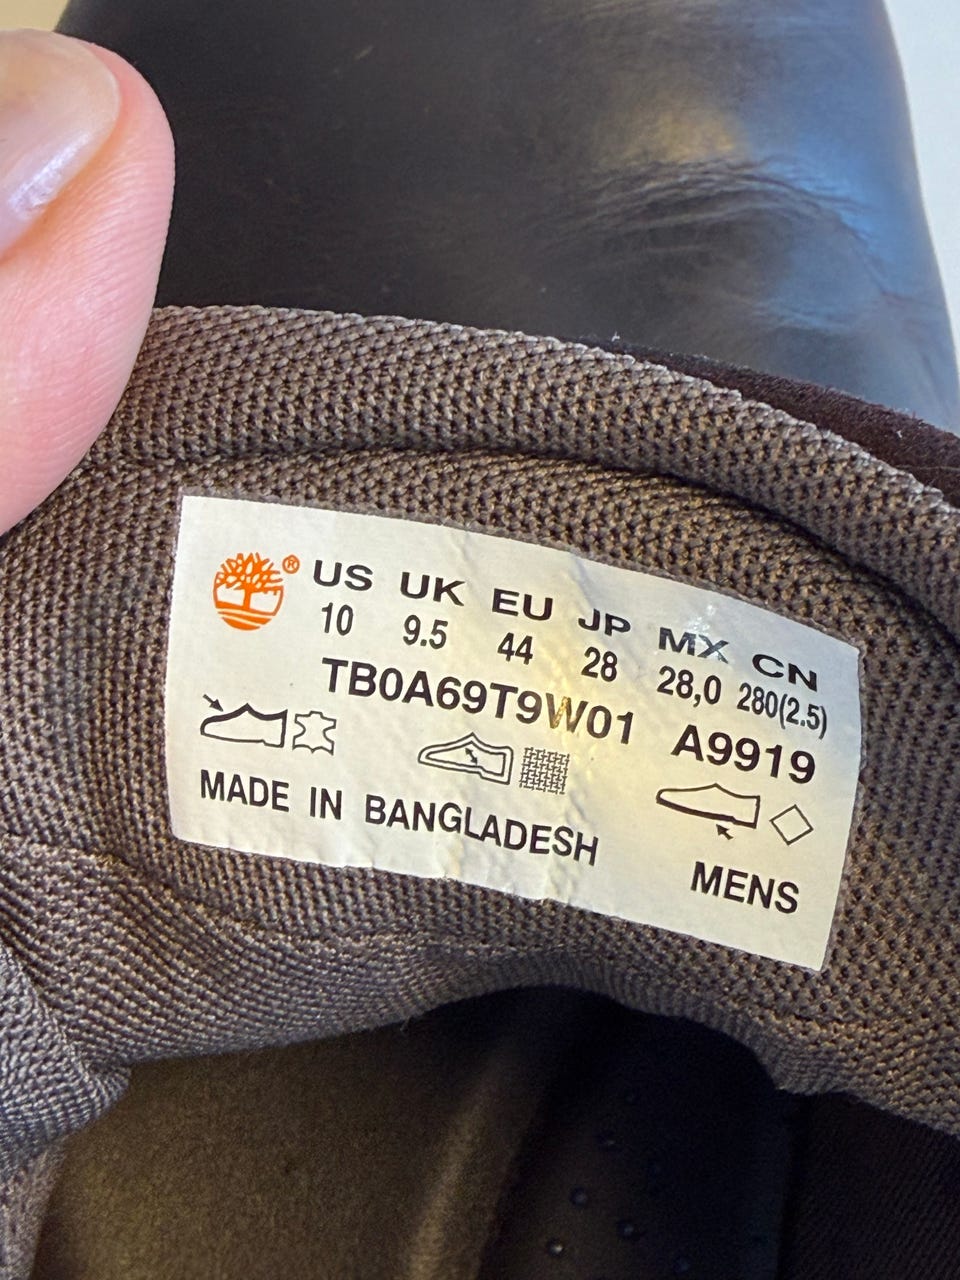 ® US UK EU JP MX CN
10 9.5 44 28 28,0 280(2.5)
TB0A69T9W01 A9919
MADE IN BANGLADESH
MENS